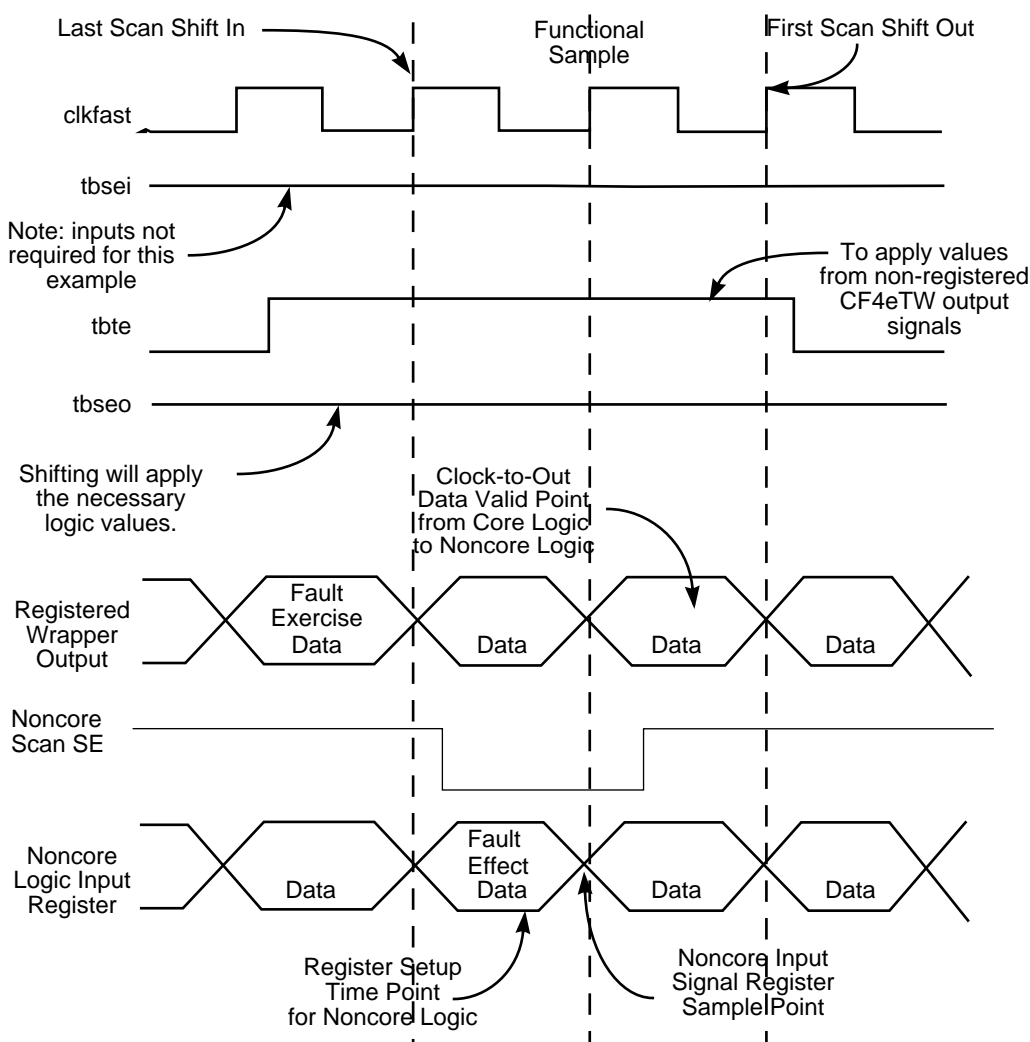 Last Scan Shift In
Functional
Sample
First Scan Shift Out
clkfast
tbsei
Note: inputs not
required for this
example
To apply values
from non-registered
CF4eTW output
signals
tbte
tbseo
Shifting will apply
the necessary
logic values.
Clock-to-Out
Data Valid Point
from Core Logic
to Noncore Logic
Registered
Wrapper
Output
Fault
Exercise
Data
Data
Data
Data
Noncore
Scan SE
Noncore
Logic Input
Register
Data
Fault
Effect
Data
Data
Data
Register Setup
Time Point
for Noncore Logic
Noncore Input
Signal Register
Sample Point